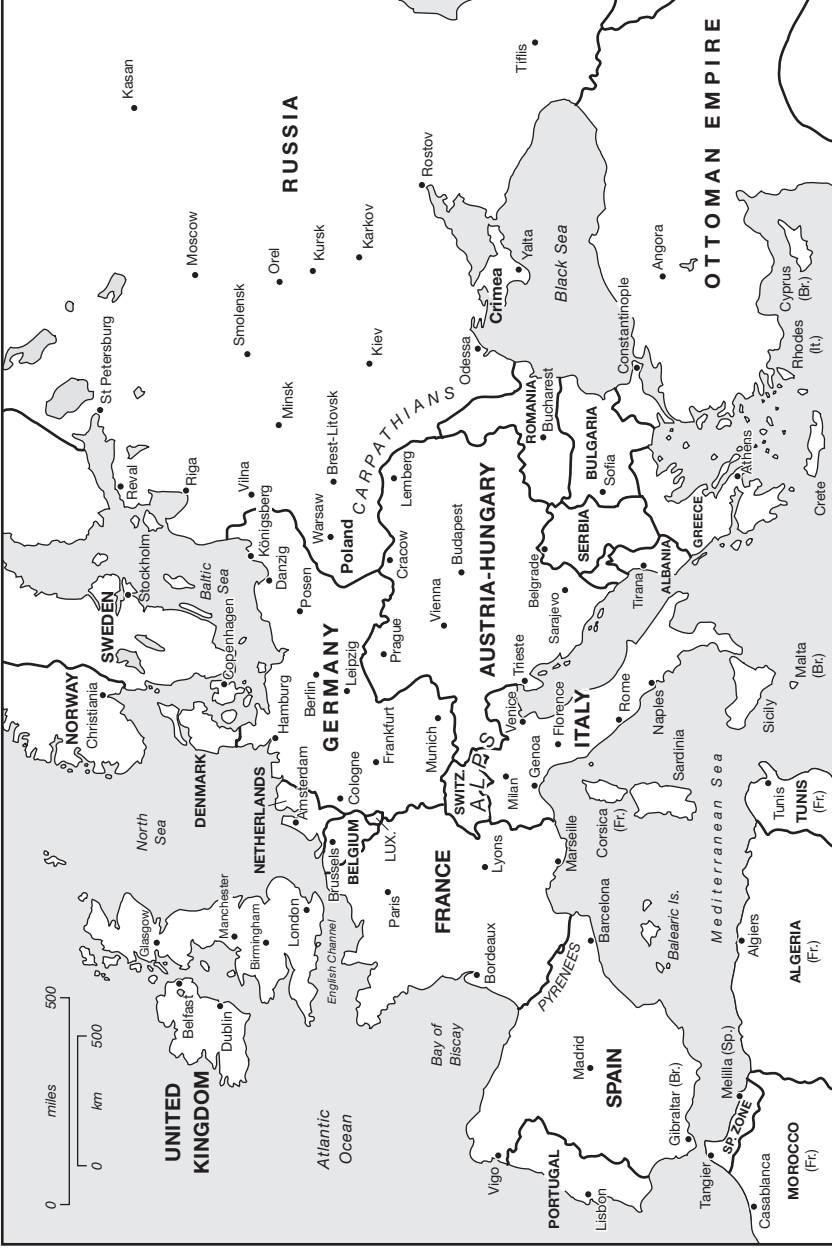 miles
0
500
km
0
500
UNITED
KINGDOM
Glasgow
Belfast
Dublin
Manchester
Birmingham
London
English Channel
North
Sea
Atlantic
Ocean
Bay of
Biscay
NORWAY
Christiania
SWEDEN
Stockholm
DENMARK
Copenhagen
Baltic
Sea
St Petersburg
Reval
Riga
Vilna
Kasan
Moscow
Smolensk
Orel
Kursk
Karkov
Minsk
Kiev
Brest-Litovsk
RUSSIA
Rostov
Tiflis
Odessa
Crimea
Yalta
Black Sea
NETHERLANDS
Amsterdam
Brussels
BELGIUM
LUX.
Hamburg
Berlin
Leipzig
GERMANY
Cologne
Frankfurt
Munich
Königsberg
Danzig
Posen
Warsaw
Poland
CARPATHIANS
Cracow
Lemberg
Prague
Vienna
Budapest
AUSTRIA-HUNGARY
Paris
FRANCE
Lyons
Bordeaux
Marseille
SWITZ.
ALPS
Milan
Genoa
Venice
Trieste
Florence
ITALY
Rome
Naples
Corsica
(Fr.)
Sardinia
Sicily
Malta
(Br.)
Belgrade
Sarajevo
SERBIA
Tirana
ALBANIA
ROMANIA
Bucharest
BULGARIA
Sofia
GREECE
Athens
Crete
Constantinople
Angora
OTTOMAN EMPIRE
Rhodes
(It.)
Cyprus
(Br.)
PYRENEES
Barcelona
Balearic Is.
Mediterranean Sea
Vigo
PORTUGAL
Lisbon
Madrid
SPAIN
Gibraltar (Br.)
Tangier
SP. ZONE
Melilla (Sp.)
Casablanca
MOROCCO
(Fr.)
Algiers
ALGERIA
(Fr.)
Tunis
TUNIS
(Fr.)